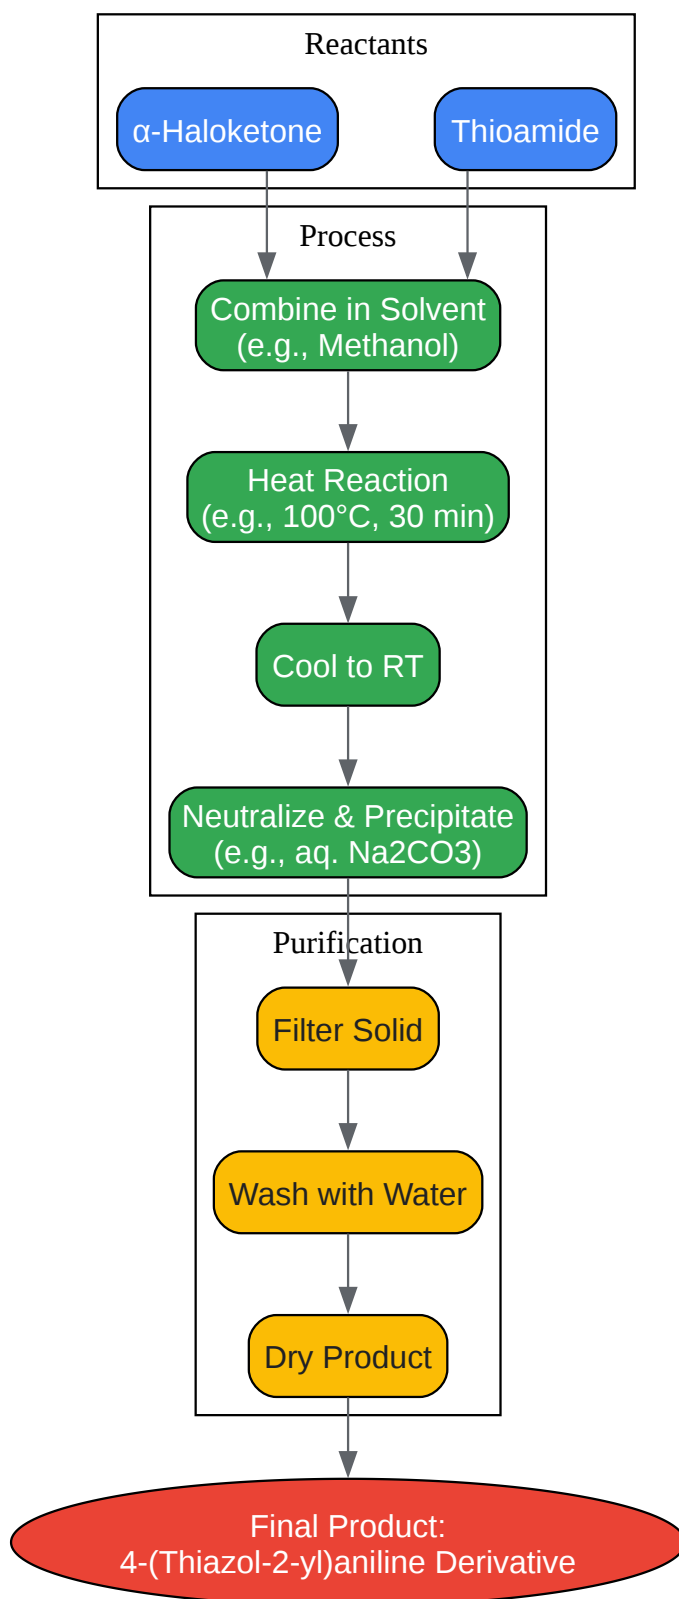 Reactants
α-Haloketone
Thioamide
Process
Combine in Solvent
(e.g., Methanol)
Heat Reaction
(e.g., 100°C, 30 min)
Cool to RT
Neutralize & Precipitate
(e.g., aq. Na2CO3)
Purification
Filter Solid
Wash with Water
Dry Product
Final Product:
4-(Thiazol-2-yl)aniline Derivative